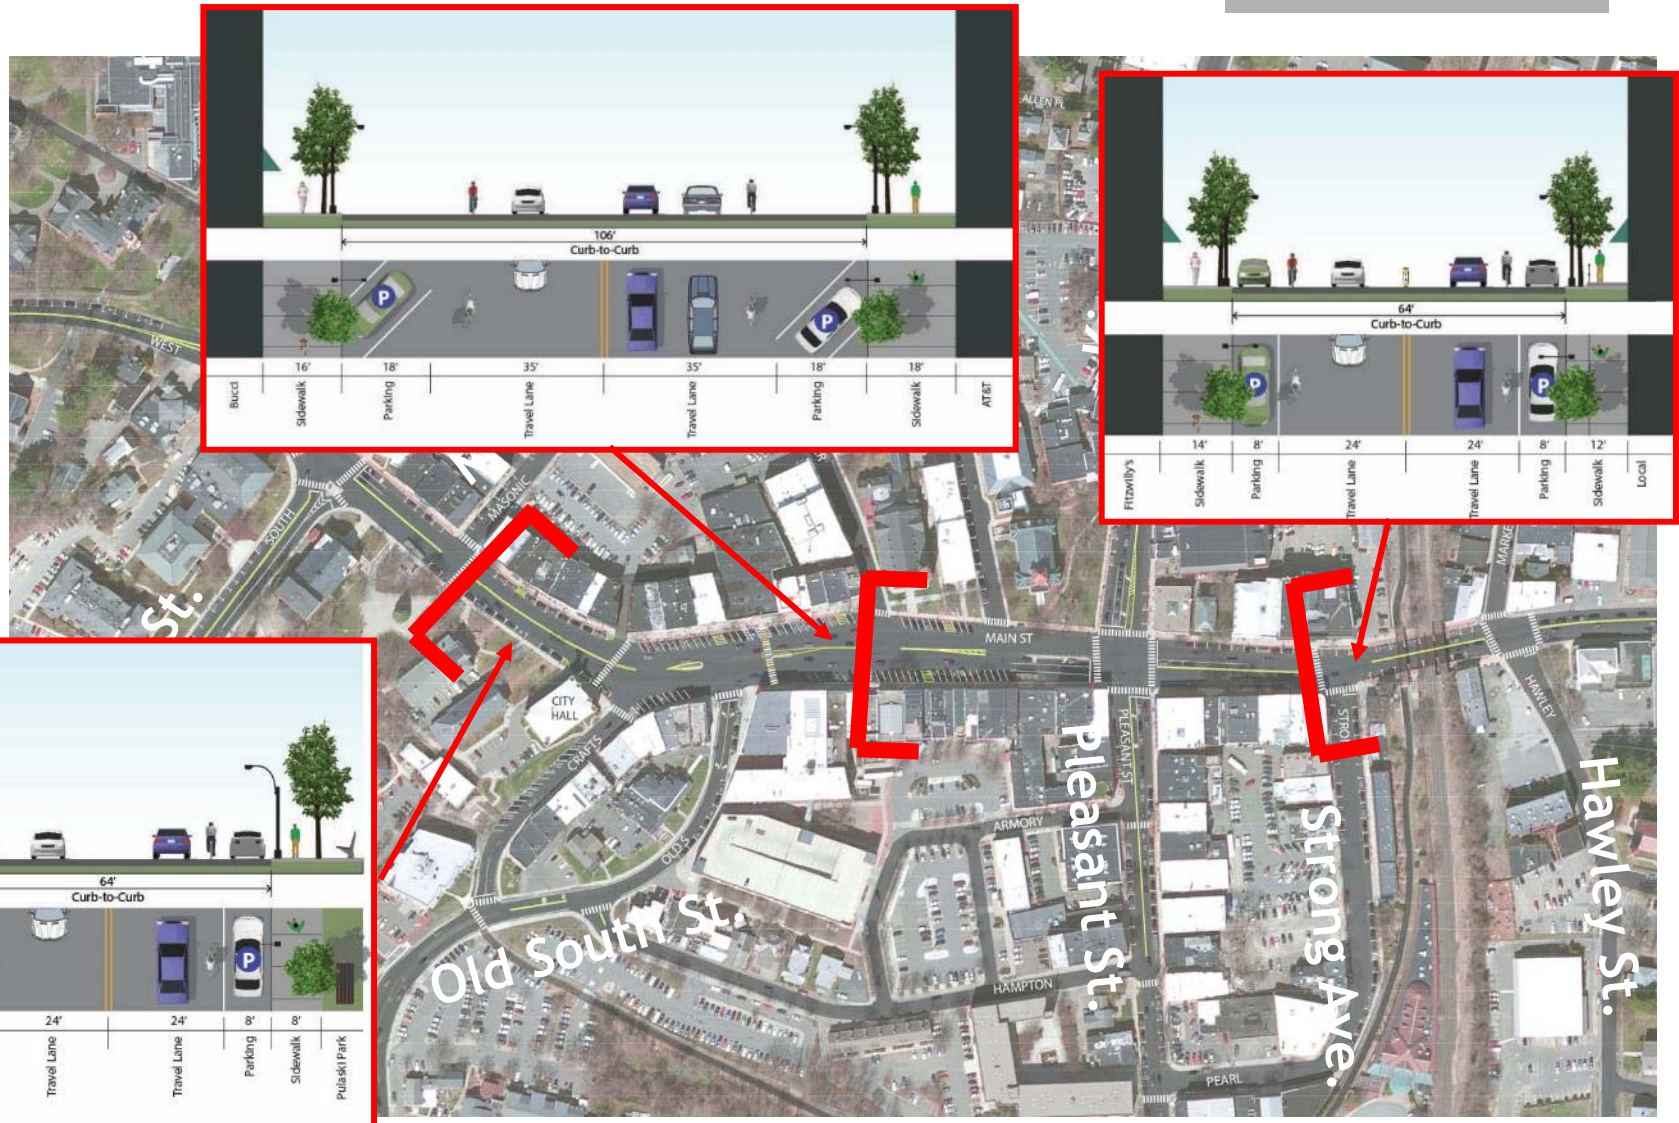 106'
Curb-to-Curb
P
P
16'
18'
35'
35'
18'
18'
Bucci
Sidewalk
Parking
Travel Lane
Travel Lane
Parking
Sidewalk
AT&T
64'
Curb-to-Curb
P
P
14'
8'
24'
24'
8'
12'
Fitzwilly's
Sidewalk
Parking
Travel Lane
Travel Lane
Parking
Sidewalk
Local
64'
Curb-to-Curb
P
24'
24'
8'
8'
Travel Lane
Travel Lane
Parking
Sidewalk
Pulaski Park
ALLEN PL
WEST
SOUTH
MASONIC
St.
MAIN ST
CITY
HALL
CRAFTS
PLEASANT ST
HAWLEY
ARMORY
HAMPTON
PEARL
Old South St.
Pleasant St.
Strong Ave.
Hawley St.